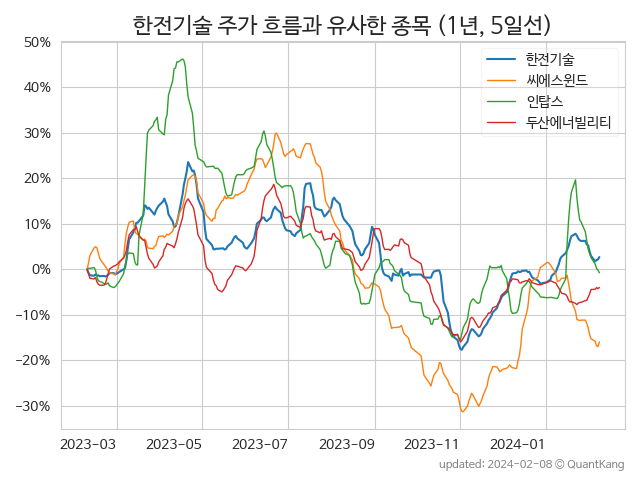 한전기술 주가 흐름과 유사한 종목 (1년, 5일선)
50%
40%
30%
20%
10%
0%
−10%
−20%
−30%
한전기술
씨에스윈드
인탑스
두산에너빌리티
2023-03 2023-05 2023-07 2023-09 2023-11 2024-01
updated: 2024-02-08 © QuantKang